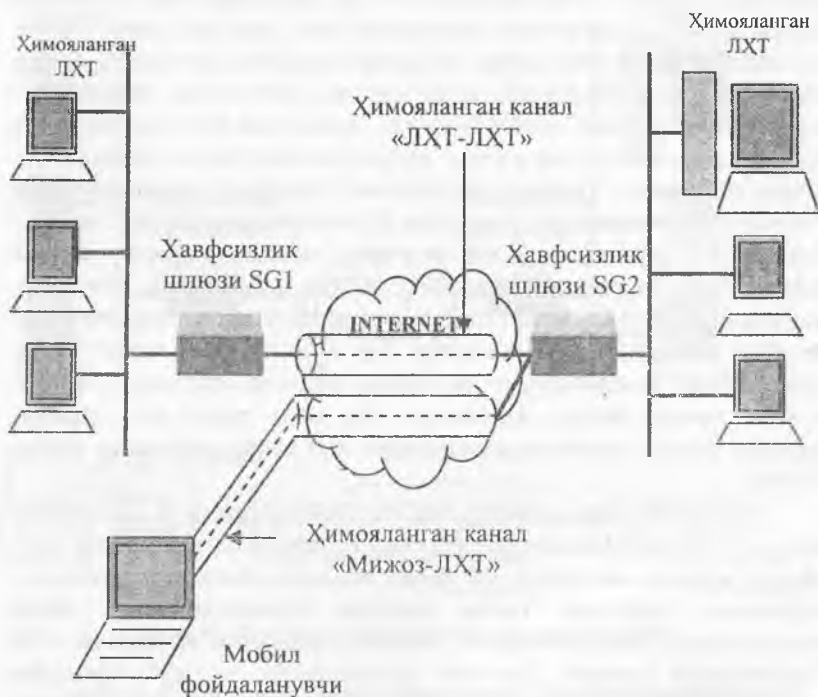 Ҳимояланган
ЛҲТ
Ҳимояланган
ЛҲТ
Ҳимояланган канал
«ЛҲТ-ЛҲТ»
Хавфсизлик
шлюзи SG1
Хавфсизлик
шлюзи SG2
INTERNET
Ҳимояланган канал
«Мижоз-ЛҲТ»
Мобил
фойдаланувчи